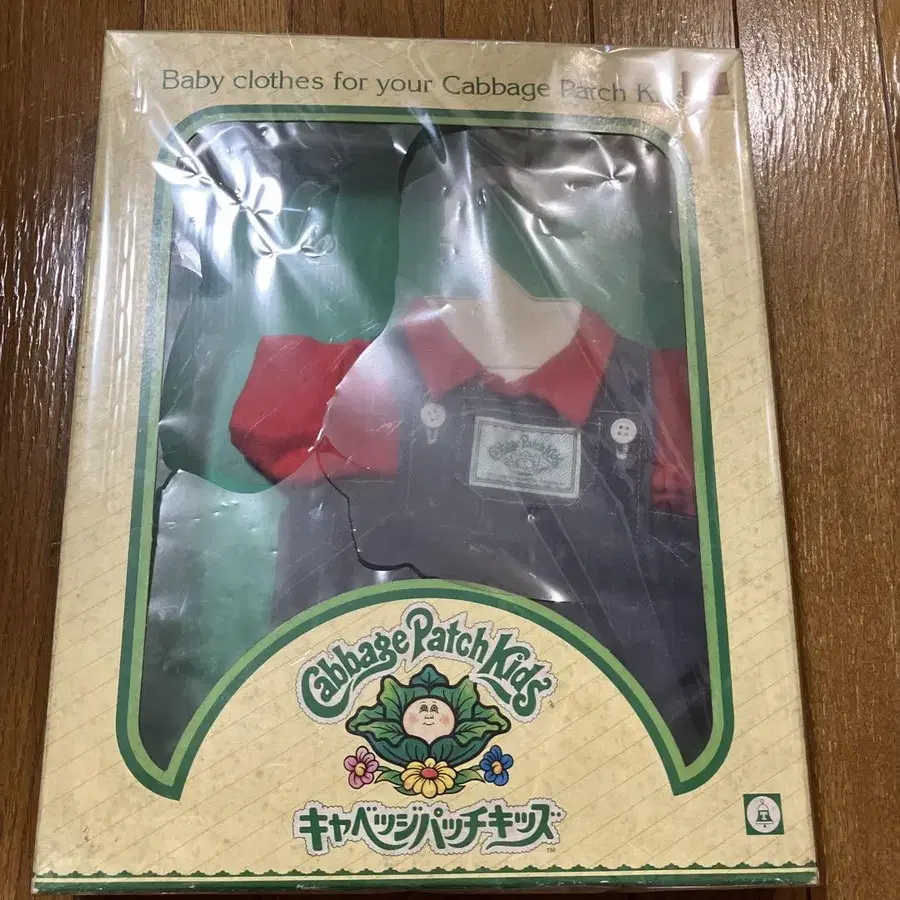 Baby clothes for your Cabbage Patch Kids
Cabbage Patch Kids
Cabbage Patch Kids
キャベッジパッチキッズ
TM